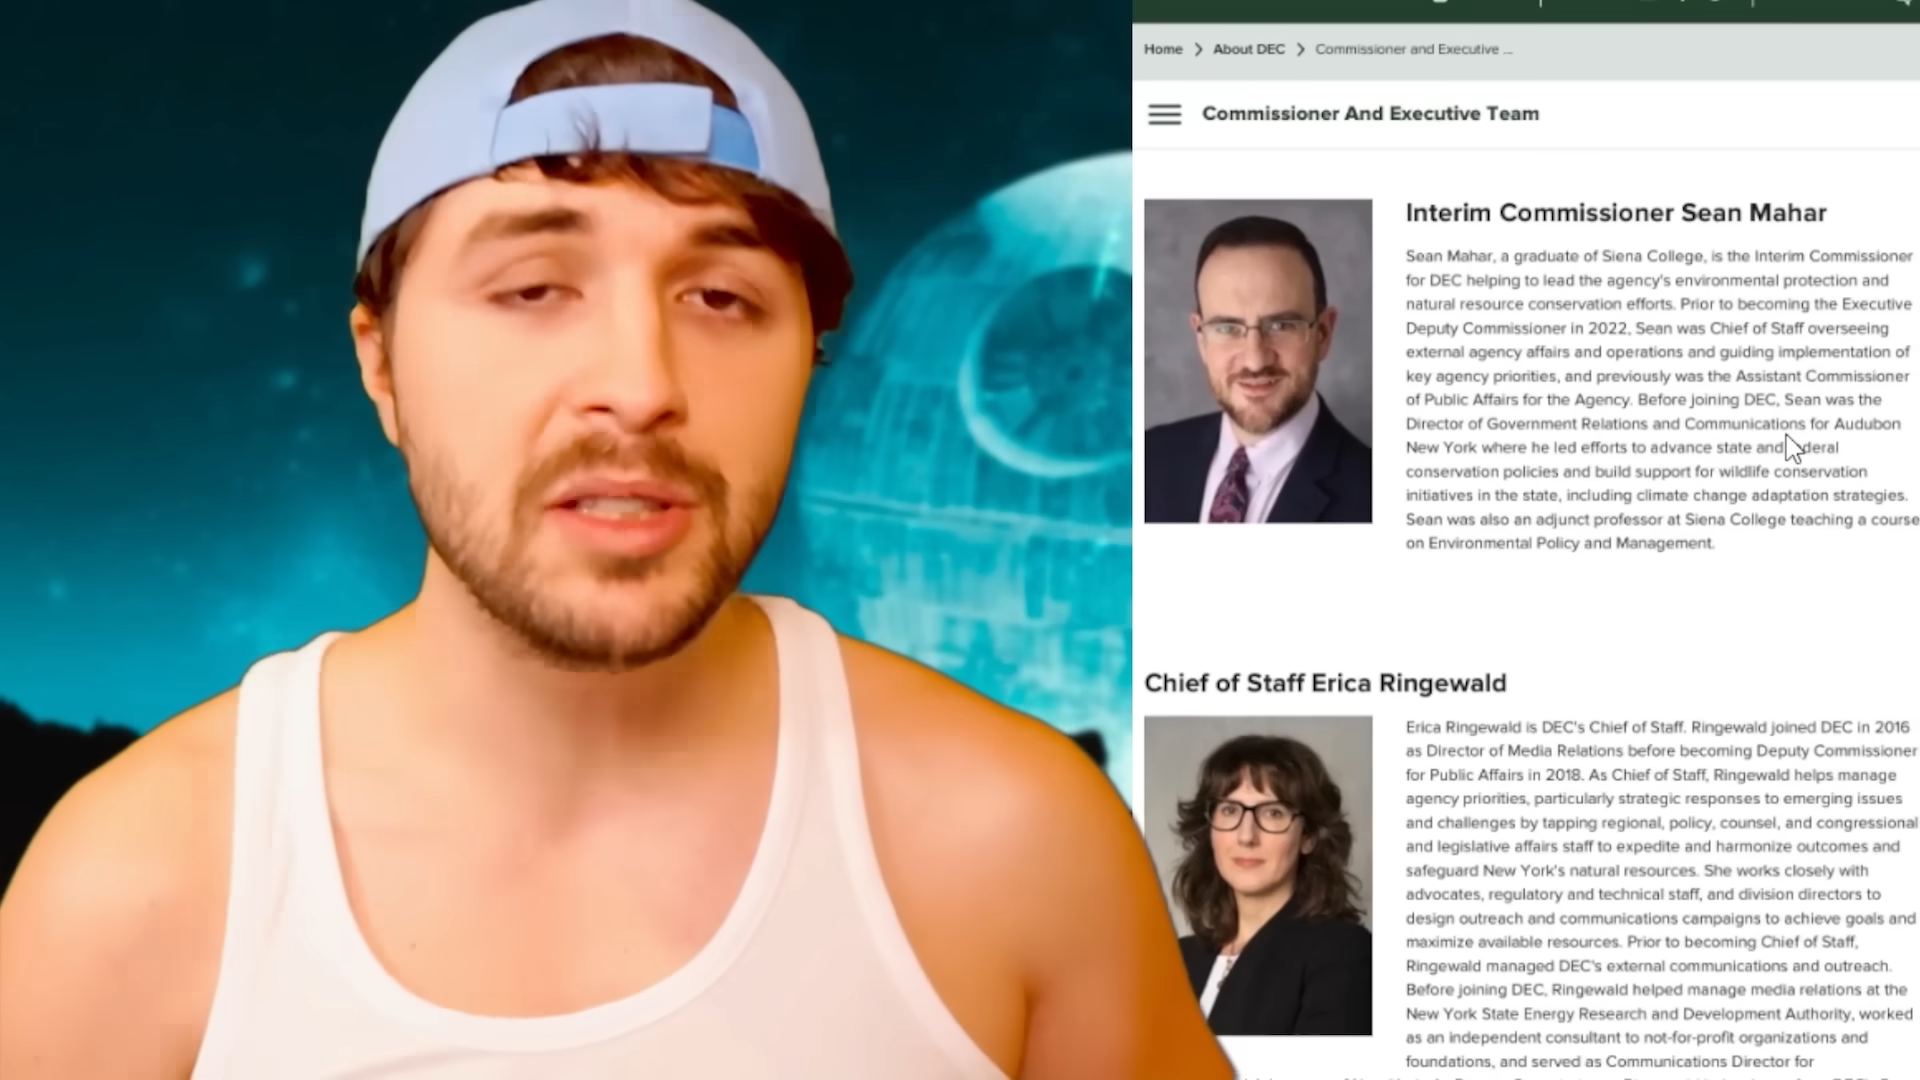 Home > About DEC > Commissioner and Executive ...
Commissioner And Executive Team
Interim Commissioner Sean Mahar
Sean Mahar, a graduate of Siena College, is the Interim Commissioner
for DEC helping to lead the agency's environmental protection and
natural resource conservation efforts. Prior to becoming the Executive
Deputy Commissioner in 2022, Sean was Chief of Staff overseeing
external agency affairs and operations and guiding implementation of
key agency priorities, and previously was the Assistant Commissioner
of Public Affairs for the Agency. Before joining DEC, Sean was the
Director of Government Relations and Communications for Audubon
New York where he led efforts to advance state and federal
conservation policies and build support for wildlife conservation
initiatives in the state, including climate change adaptation strategies.
Sean was also an adjunct professor at Siena College teaching a course
on Environmental Policy and Management.
Chief of Staff Erica Ringewald
Erica Ringewald is DEC's Chief of Staff. Ringewald joined DEC in 2016
as Director of Media Relations before becoming Deputy Commissioner
for Public Affairs in 2018. As Chief of Staff, Ringewald helps manage
agency priorities, particularly strategic responses to emerging issues
and challenges by tapping regional, policy, counsel, and congressional
and legislative affairs staff to expedite and harmonize outcomes and
safeguard New York's natural resources. She works closely with
advocates, regulatory and technical staff, and division directors to
design outreach and communications campaigns to achieve goals and
maximize available resources. Prior to becoming Chief of Staff,
Ringewald managed DEC's external communications and outreach.
Before joining DEC, Ringewald helped manage media relations at the
New York State Energy Research and Development Authority, worked
as an independent consultant to not-for-profit organizations and
foundations, and served as Communications Director for